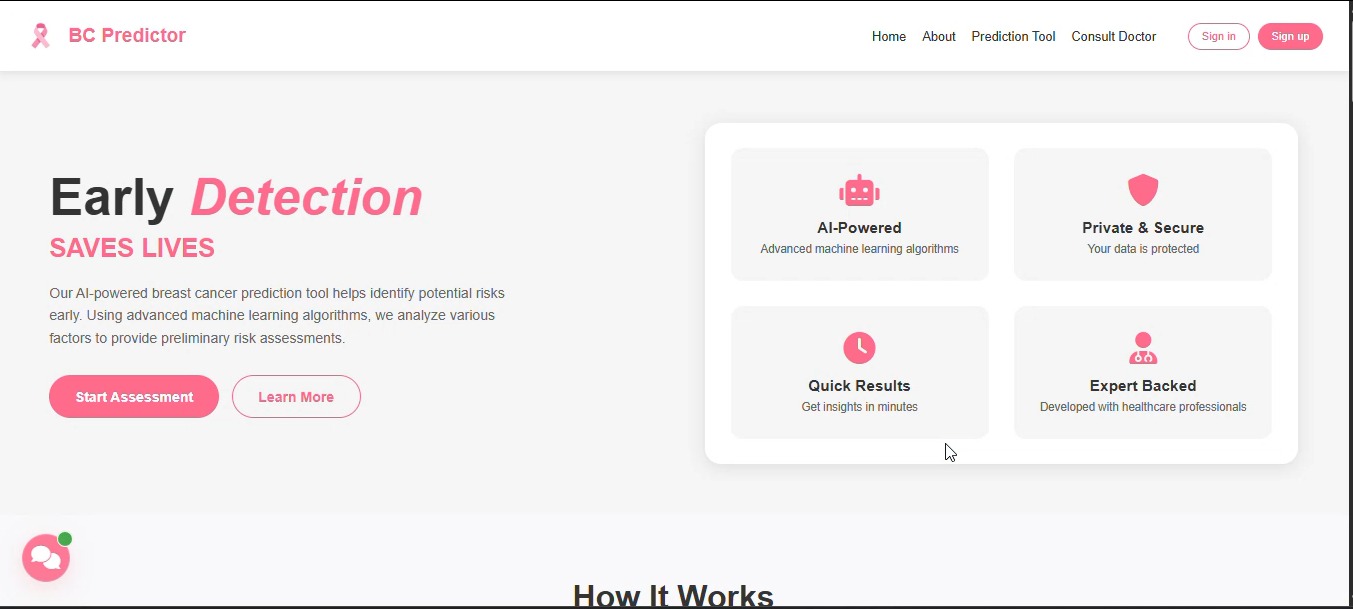 BC Predictor
Home
About
Prediction Tool
Consult Doctor
Sign in
Sign up
Early Detection
SAVES LIVES
Our AI-powered breast cancer prediction tool helps identify potential risks
early. Using advanced machine learning algorithms, we analyze various
factors to provide preliminary risk assessments.
Start Assessment
Learn More
AI-Powered
Advanced machine learning algorithms
Private & Secure
Your data is protected
Quick Results
Get insights in minutes
Expert Backed
Developed with healthcare professionals
How It Works